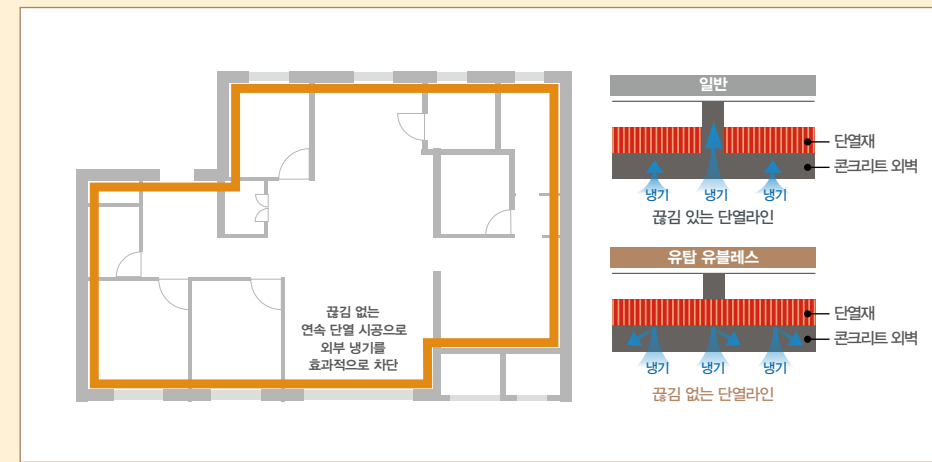 끊김 없는
연속 단열 시공으로
외부 냉기를
효과적으로 차단
일반
단열재
콘크리트 외벽
냉기 냉기 냉기
끊김 있는 단열라인
유탑 유블레스
단열재
콘크리트 외벽
냉기 냉기 냉기
끊김 없는 단열라인